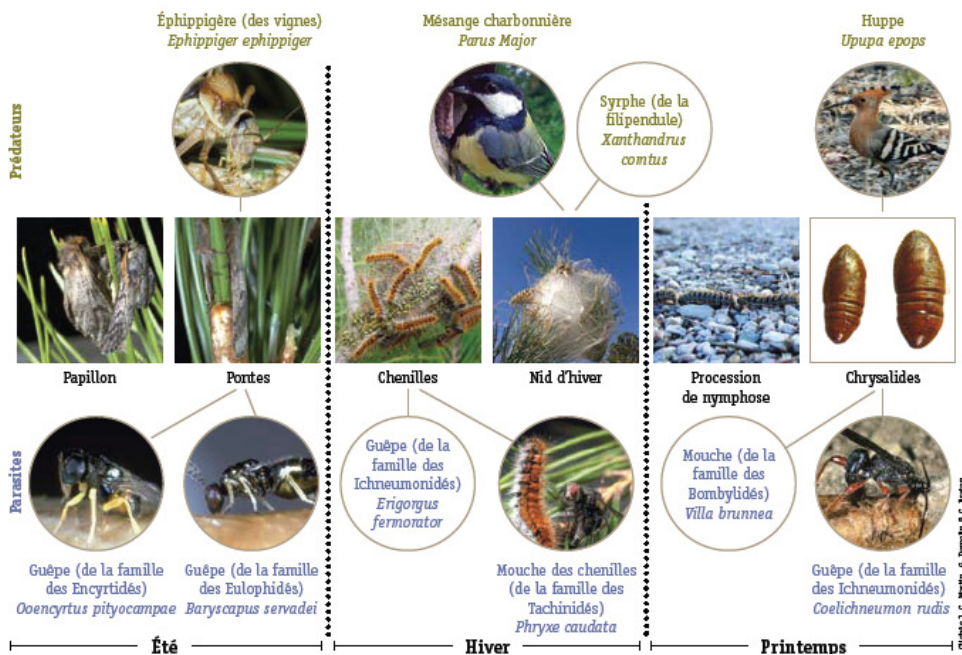 Éphippigère (des vignes)
Ephippiger ephippiger
Mésange charbonnière
Parus Major
Huppe
Upupa epops
Prédateurs
Syrphe (de la
filipendule)
Xanthandrus
comtus
Papillon
Pontes
Chenilles
Nid d'hiver
Procession
de nymphose
Chrysalides
Parasites
Guêpe (de la
famille des
Ichneumonidés)
Erigorgus
fermorator
Mouche (de la
famille des
Bombylidés)
Villa brunnea
Guêpe (de la famille
des Encyrtidés)
Ooencyrtus pityocampae
Guêpe (de la famille
des Eulophidés)
Baryscapus servadei
Mouche des chenilles
(de la famille des
Tachinidés)
Phryxe caudata
Guêpe (de la famille
des Ichneumonidés)
Coelichneumon rudis
Été
Hiver
Printemps